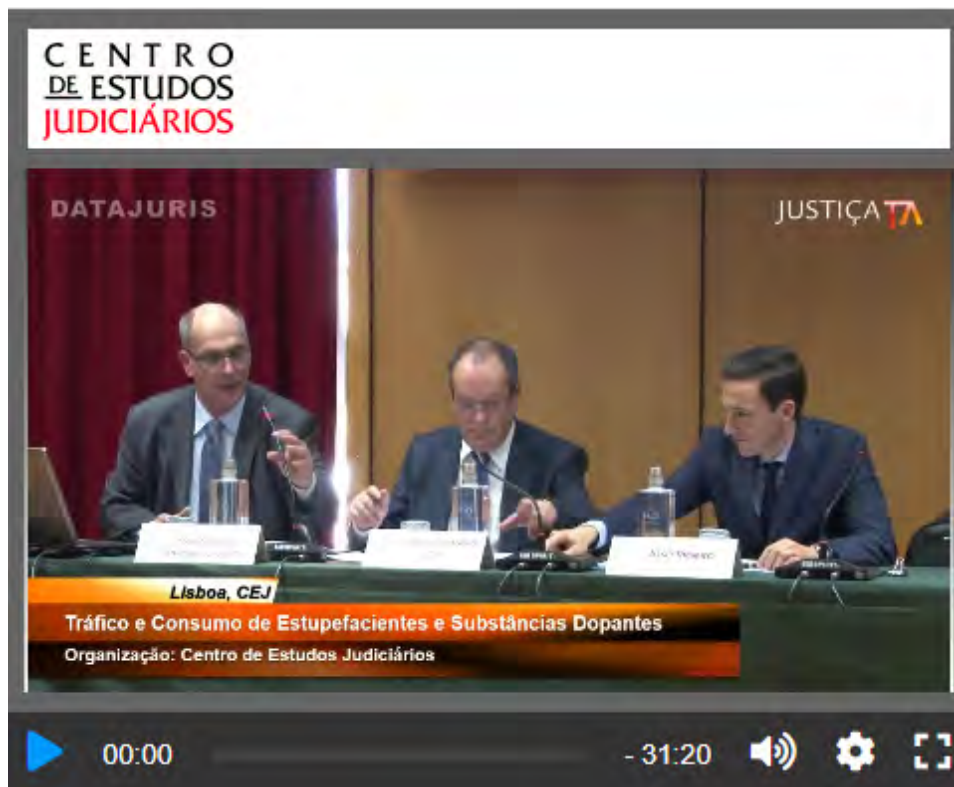 CENTRO
DE ESTUDOS
JUDICIÁRIOS
DATAJURIS
JUSTIÇA
Lisboa, CEJ
Tráfico e Consumo de Estupefacientes e Substâncias Dopantes
Organização: Centro de Estudos Judiciários
00:00
- 31:20